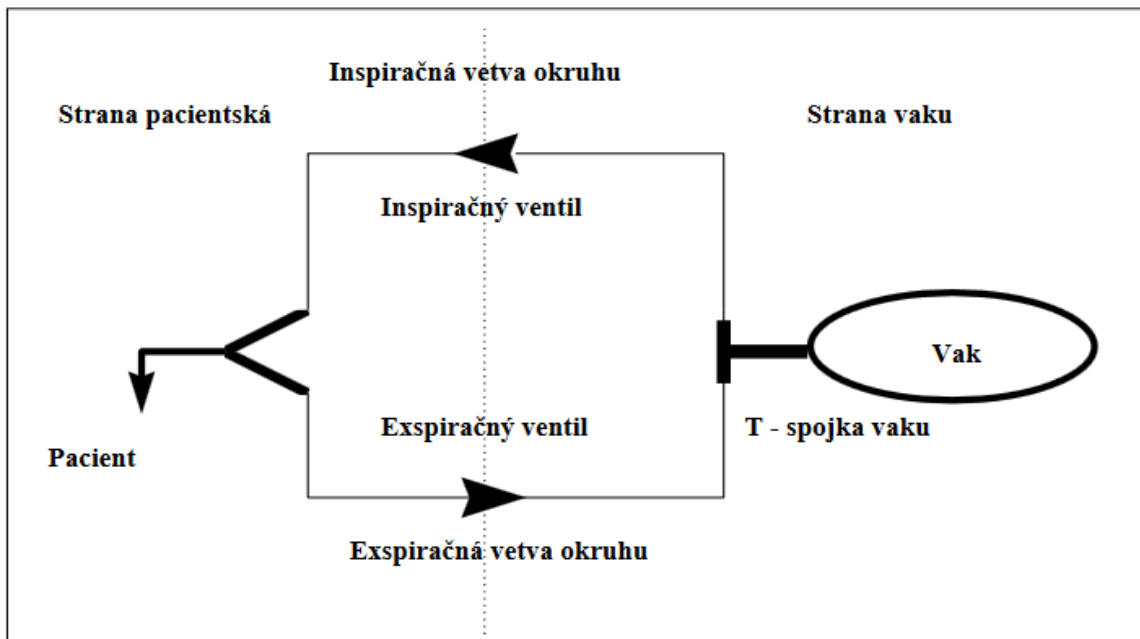 Inspiračná vetva okruhu
Strana pacientská
Strana vaku
Inspiračný ventil
Vak
Exspiračný ventil
T - spojka vaku
Pacient
Exspiračná vetva okruhu